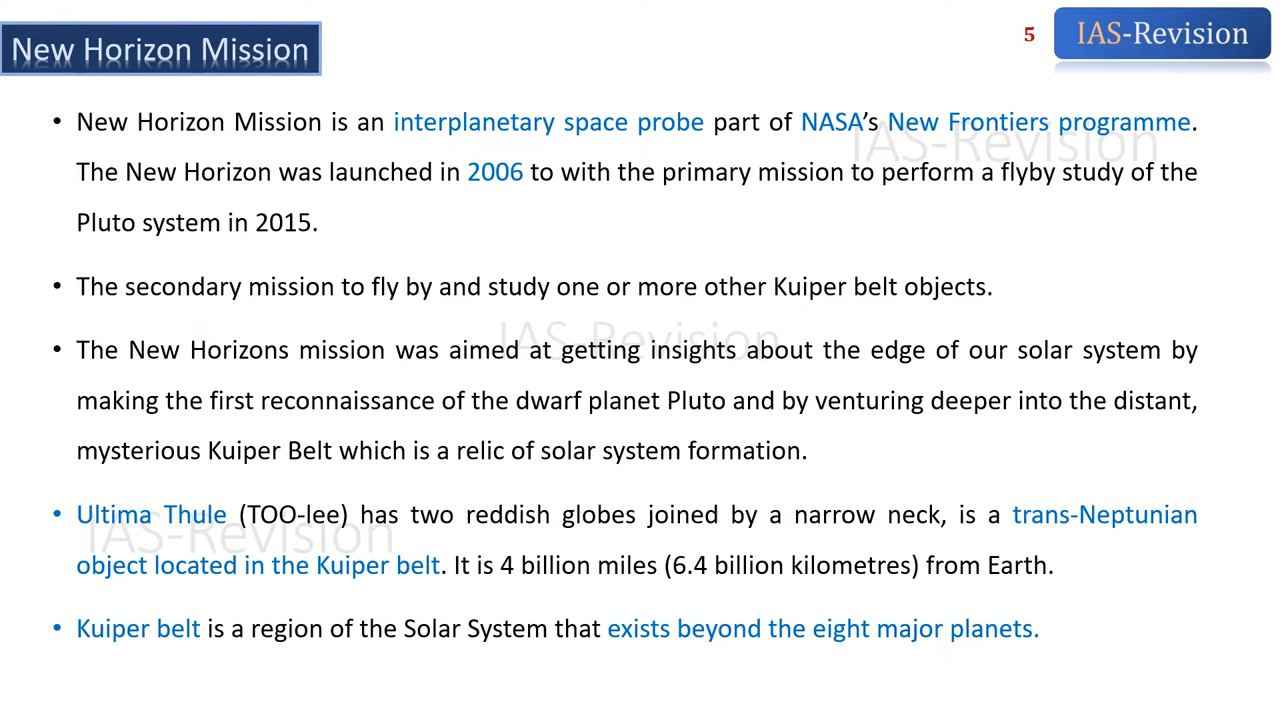 New Horizon Mission
5
IAS-Revision
• New Horizon Mission is an interplanetary space probe part of NASA's New Frontiers programme.
The New Horizon was launched in 2006 to with the primary mission to perform a flyby study of the
Pluto system in 2015.
• The secondary mission to fly by and study one or more other Kuiper belt objects.
• The New Horizons mission was aimed at getting insights about the edge of our solar system by
making the first reconnaissance of the dwarf planet Pluto and by venturing deeper into the distant,
mysterious Kuiper Belt which is a relic of solar system formation.
• Ultima Thule (TOO-lee) has two reddish globes joined by a narrow neck, is a trans-Neptunian
object located in the Kuiper belt. It is 4 billion miles (6.4 billion kilometres) from Earth.
• Kuiper belt is a region of the Solar System that exists beyond the eight major planets.
IAS-Revision
IAS-Revision
IAS-Revision